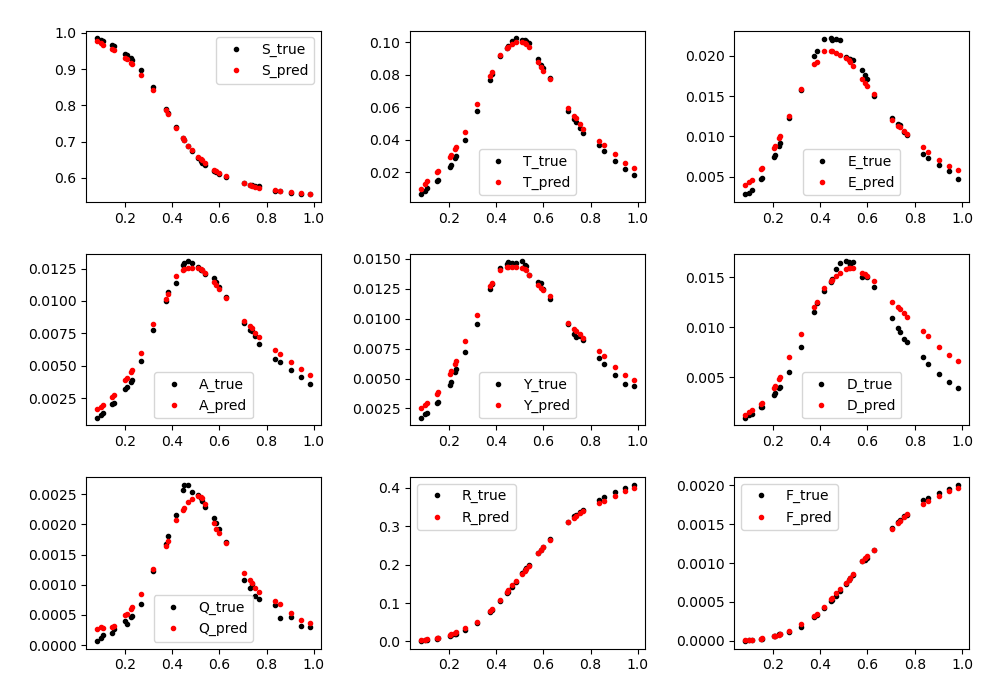 1.0
0.9
0.8
0.7
0.6
0.2 0.4 0.6 0.8 1.0
S_true
S_pred
0.10
0.08
0.06
0.04
0.02
0.2 0.4 0.6 0.8 1.0
T_true
T_pred
0.020
0.015
0.010
0.005
0.2 0.4 0.6 0.8 1.0
E_true
E_pred
0.0125
0.0100
0.0075
0.0050
0.0025
0.2 0.4 0.6 0.8 1.0
A_true
A_pred
0.0150
0.0125
0.0100
0.0075
0.0050
0.0025
0.2 0.4 0.6 0.8 1.0
Y_true
Y_pred
0.015
0.010
0.005
0.2 0.4 0.6 0.8 1.0
D_true
D_pred
0.0025
0.0020
0.0015
0.0010
0.0005
0.0000
0.2 0.4 0.6 0.8 1.0
Q_true
Q_pred
0.4
0.3
0.2
0.1
0.0
0.2 0.4 0.6 0.8 1.0
R_true
R_pred
0.0020
0.0015
0.0010
0.0005
0.0000
0.2 0.4 0.6 0.8 1.0
F_true
F_pred